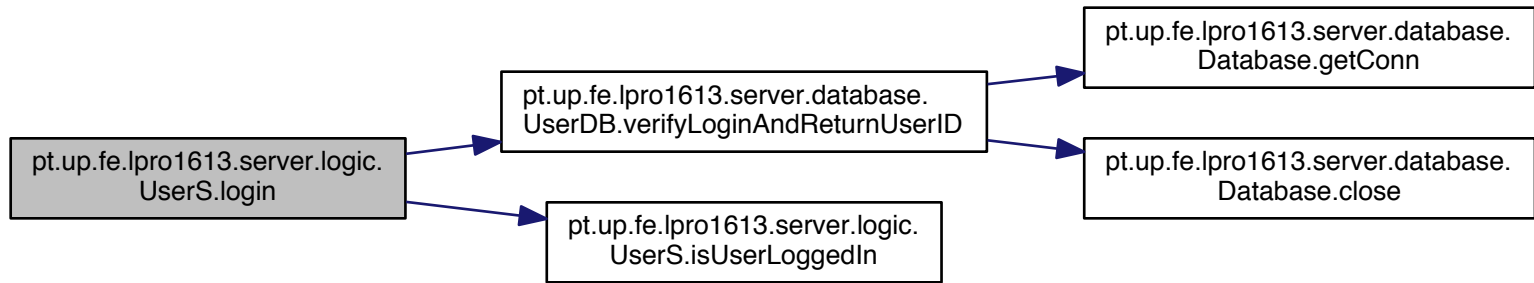 pt.up.fe.lpro1613.server.logic.
UserS.login
pt.up.fe.lpro1613.server.database.
UserDB.verifyLoginAndReturnUserID
pt.up.fe.lpro1613.server.logic.
UserS.isUserLoggedIn
pt.up.fe.lpro1613.server.database.
Database.getConn
pt.up.fe.lpro1613.server.database.
Database.close